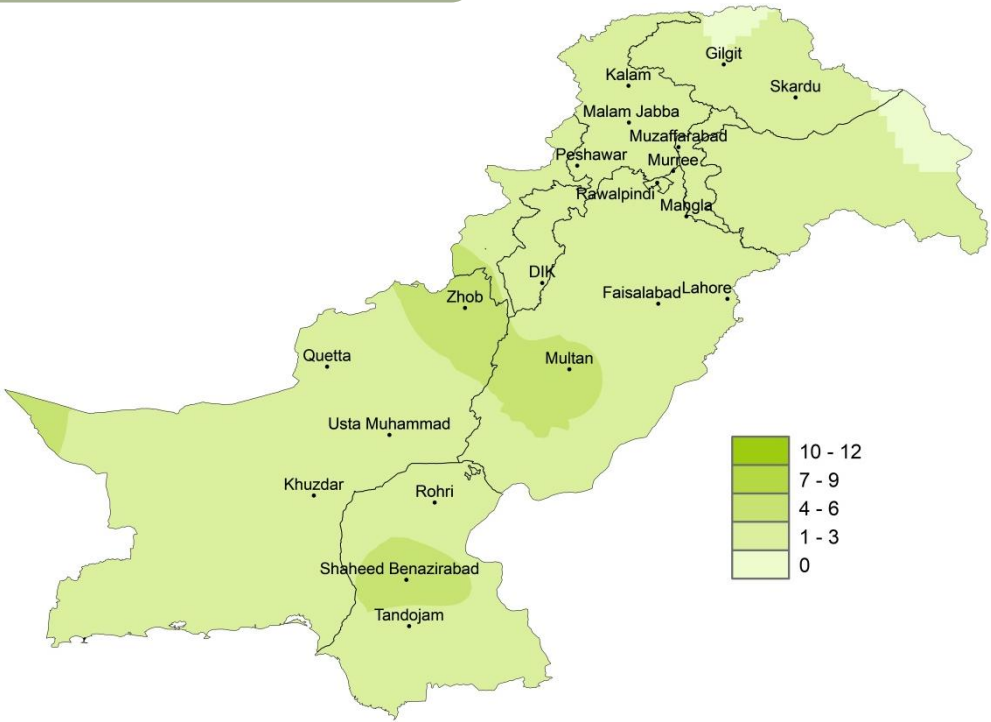 Gilgit
Kalam
Skardu
Malam Jabba
Muzaffarabad
Peshawar
Murree
Rawalpindi
Mangla
DIK
Zhob
Faisalabad
Lahore
Quetta
Multan
Usta Muhammad
Khuzdar
Rohri
Shaheed Benazirabad
Tandojam
10 - 12
7 - 9
4 - 6
1 - 3
0